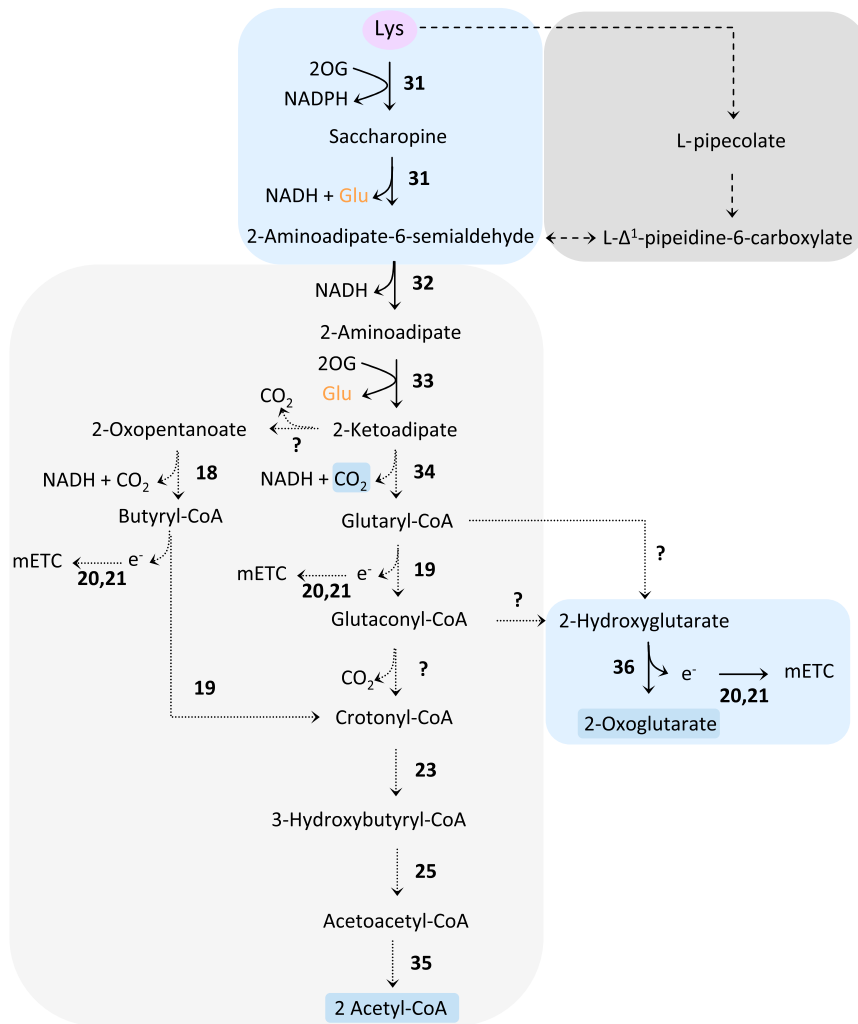 Lys
2OG
31
NADPH
Saccharopine
L-pipecolate
31
NADH + Glu
2-Aminoadipate-6-semialdehyde
L-Δ¹-pipeidine-6-carboxylate
NADH
32
2-Aminoadipate
2OG
33
Glu
CO₂
2-Oxopentanoate
?
2-Ketoadipate
NADH + CO₂
18
NADH + CO₂
34
Butyryl-CoA
Glutaryl-CoA
?
mETC
e⁻
20,21
mETC
e⁻
20,21
19
?
Glutaconyl-CoA
2-Hydroxyglutarate
CO₂
?
36
e⁻
20,21
mETC
19
Crotonyl-CoA
2-Oxoglutarate
23
3-Hydroxybutyryl-CoA
25
Acetoacetyl-CoA
35
2 Acetyl-CoA